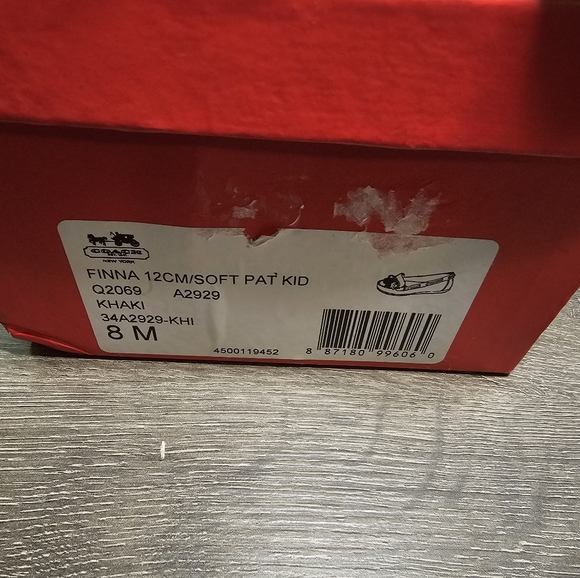 COACH
NEW YORK
FINNA 12CM/SOFT PAT KID
Q2069 A2929
KHAKI
34A2929-KHI
8 M
4500119452
8 87180 99606 0